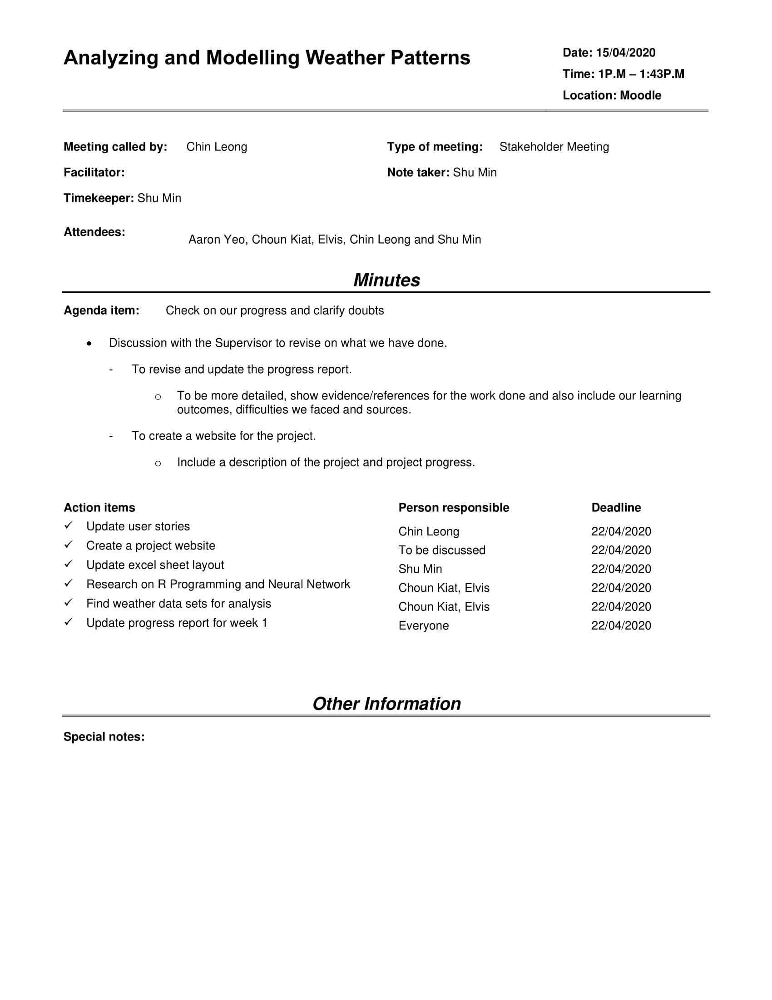 Analyzing and Modelling Weather Patterns
Date: 15/04/2020
Time: 1P.M – 1:43P.M
Location: Moodle
Meeting called by: Chin Leong
Type of meeting: Stakeholder Meeting
Facilitator:
Note taker: Shu Min
Timekeeper: Shu Min
Attendees:
Aaron Yeo, Choun Kiat, Elvis, Chin Leong and Shu Min
Minutes
Agenda item: Check on our progress and clarify doubts
• Discussion with the Supervisor to revise on what we have done.
- To revise and update the progress report.
o To be more detailed, show evidence/references for the work done and also include our learning
outcomes, difficulties we faced and sources.
- To create a website for the project.
o Include a description of the project and project progress.
Action items Person responsible Deadline
✓ Update user stories Chin Leong 22/04/2020
✓ Create a project website To be discussed 22/04/2020
✓ Update excel sheet layout Shu Min 22/04/2020
✓ Research on R Programming and Neural Network Choun Kiat, Elvis 22/04/2020
✓ Find weather data sets for analysis Choun Kiat, Elvis 22/04/2020
✓ Update progress report for week 1 Everyone 22/04/2020
Other Information
Special notes: